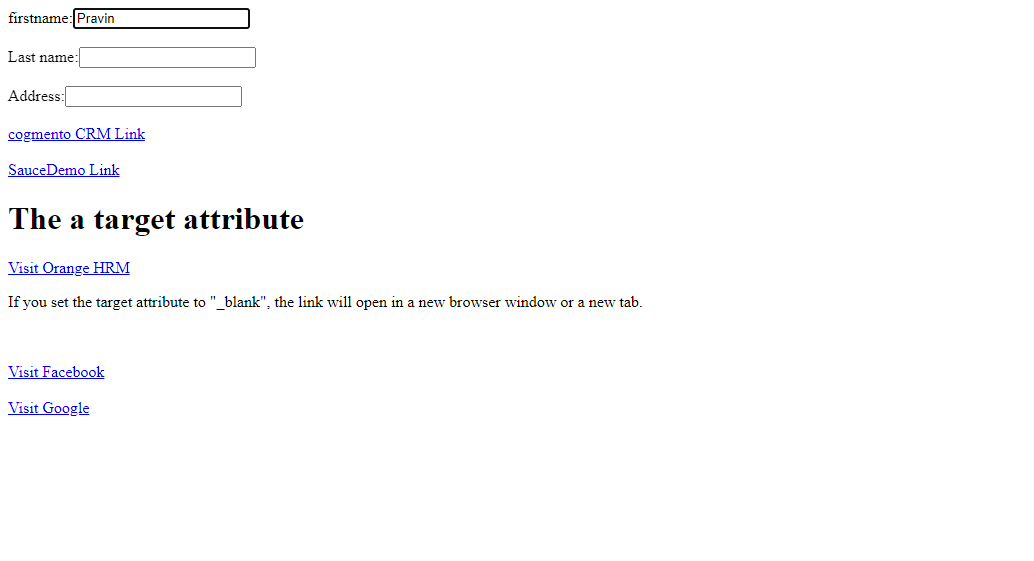 firstname:Pravin
Last name:
Address:
cogmento CRM Link
SauceDemo Link
The a target attribute
Visit Orange HRM
If you set the target attribute to "_blank", the link will open in a new browser window or a new tab.
Visit Facebook
Visit Google